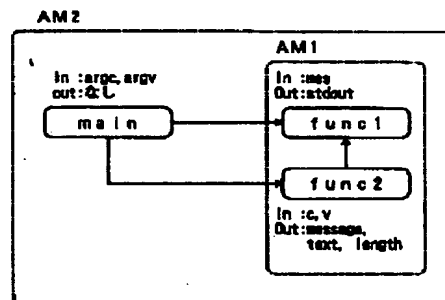 AM2
AM1
In :argc, argv
out:なし
main
In :mes
Out:stdout
func1
func2
In :c, v
Out:message,
text, length